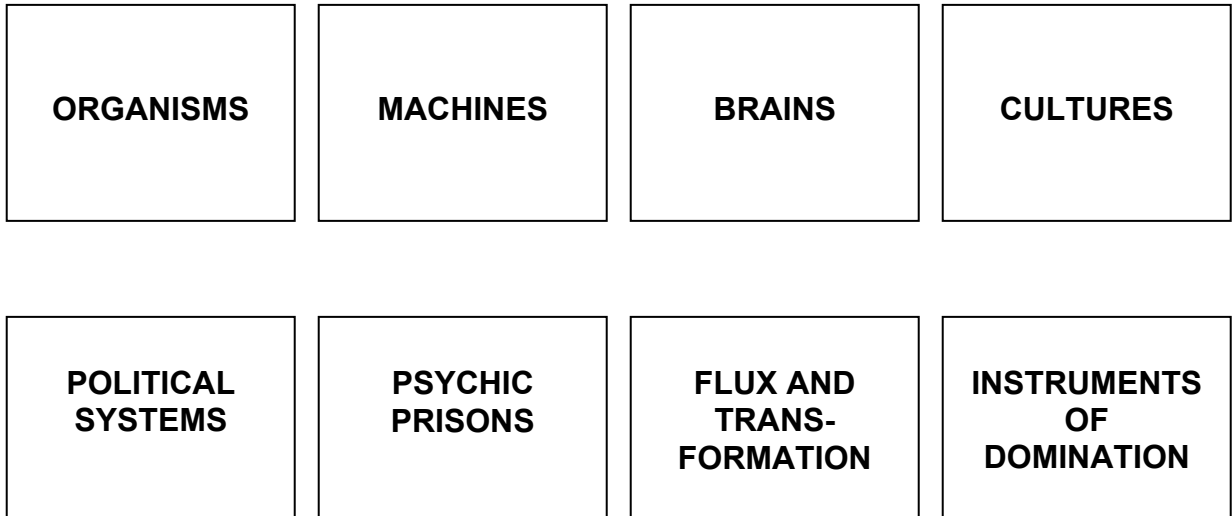 ORGANISMS
MACHINES
BRAINS
CULTURES
POLITICAL
SYSTEMS
PSYCHIC
PRISONS
FLUX AND
TRANS-
FORMATION
INSTRUMENTS
OF
DOMINATION